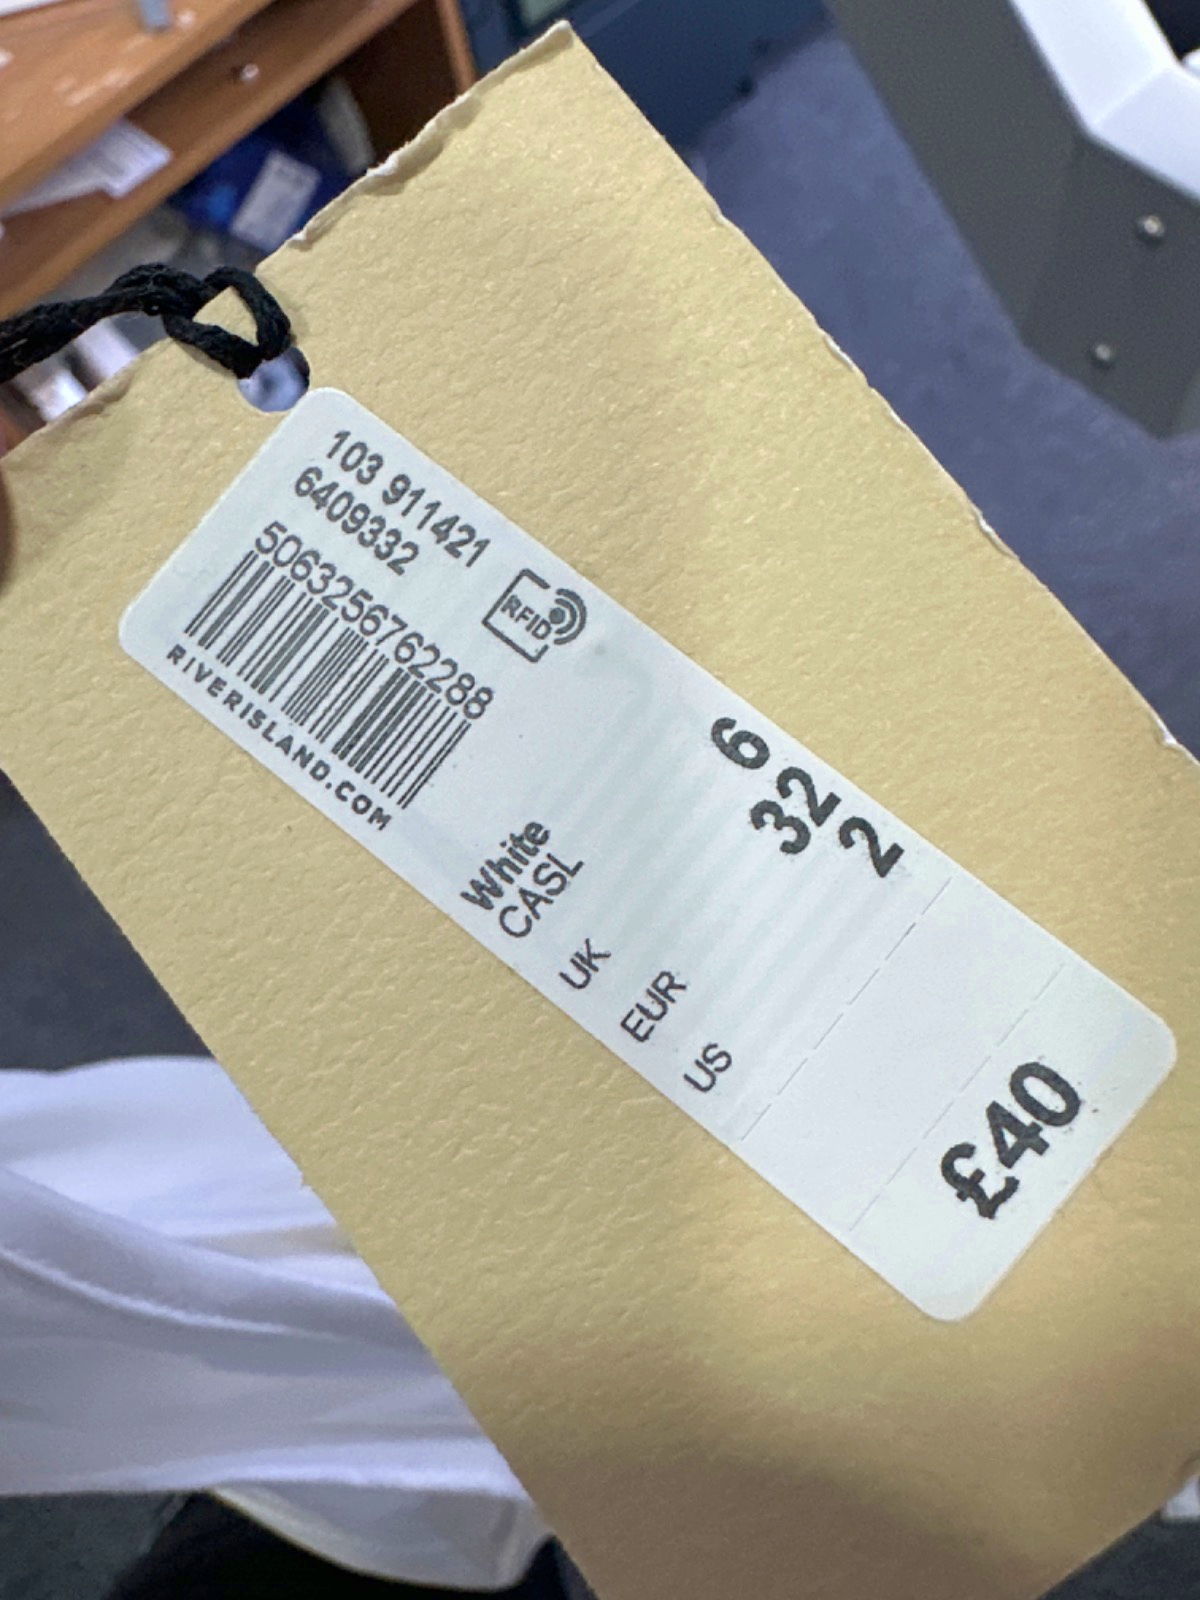 103 911421
6409332
5063256762288
RIVERISLAND.COM
RFID
White
CASL
UK 6
EUR 32
US 2
£40